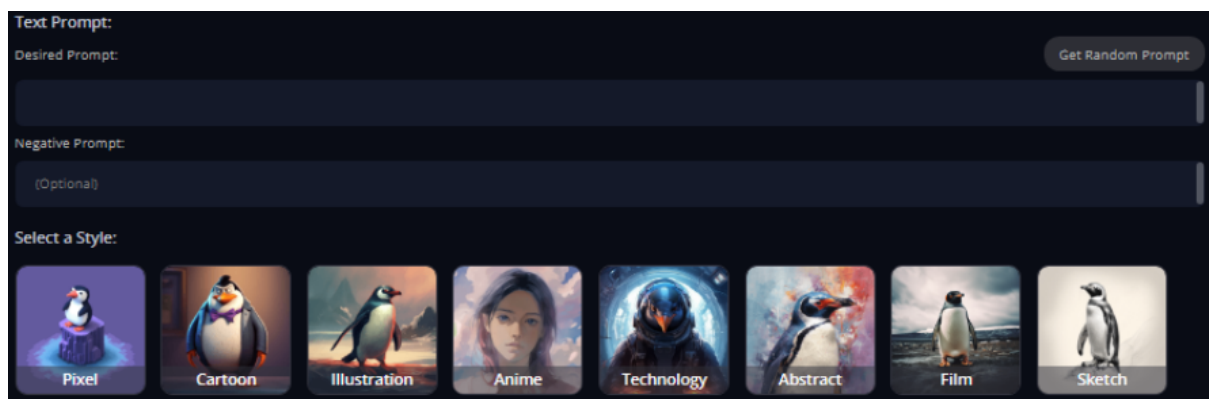 Text Prompt:
Desired Prompt:
Get Random Prompt
Negative Prompt:
(Optional)
Select a Style:
Pixel
Cartoon
Illustration
Anime
Technology
Abstract
Film
Sketch